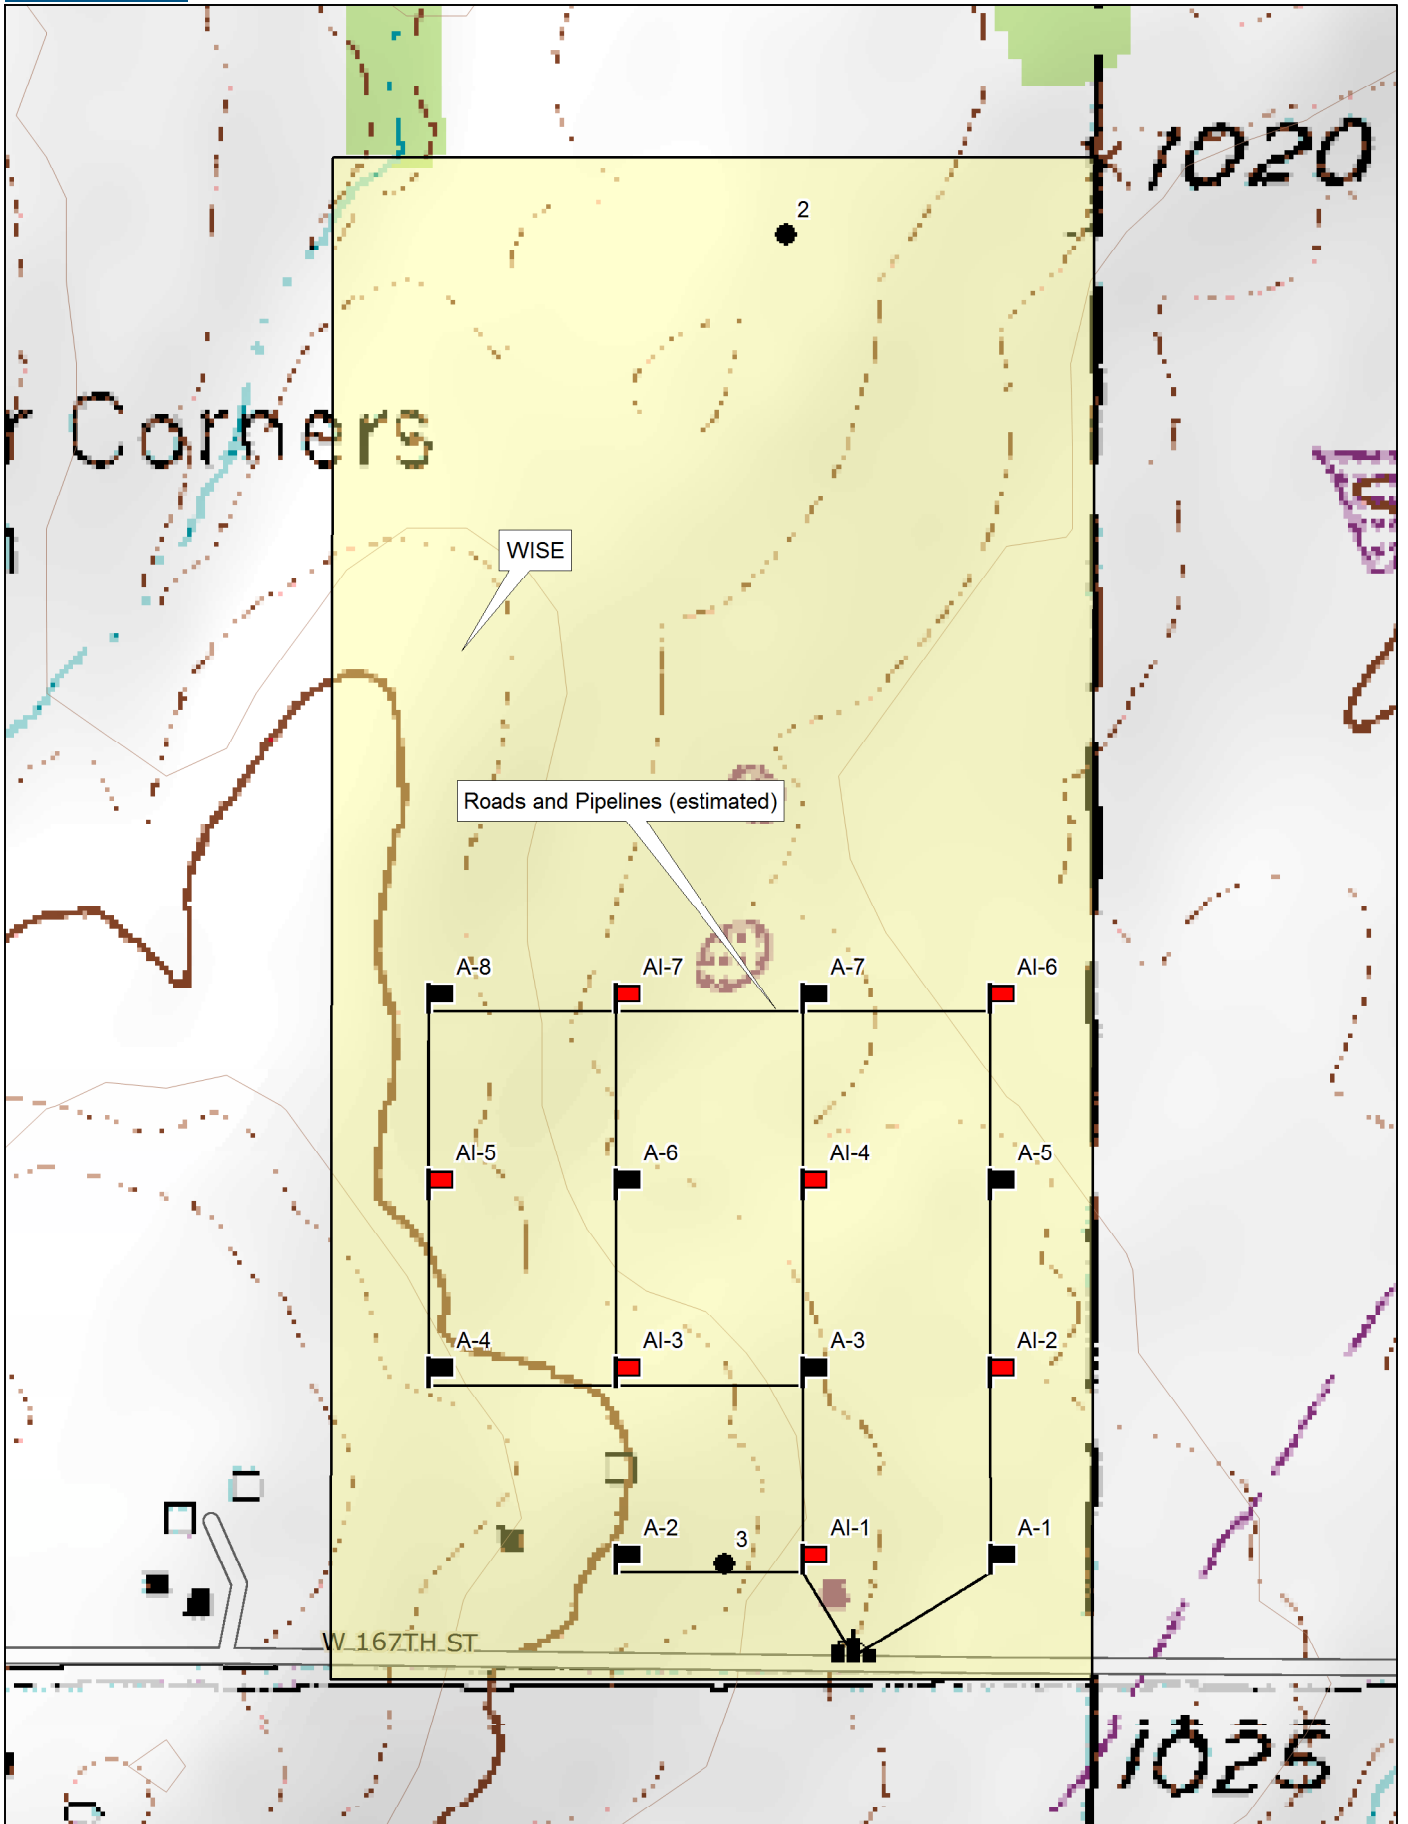 1020
2
r Corners
WISE
Roads and Pipelines (estimated)
A-8 AI-7 A-7 AI-6
AI-5 A-6 AI-4 A-5
A-4 AI-3 A-3 AI-2
A-2 3 AI-1 A-1
W 167TH ST
1025